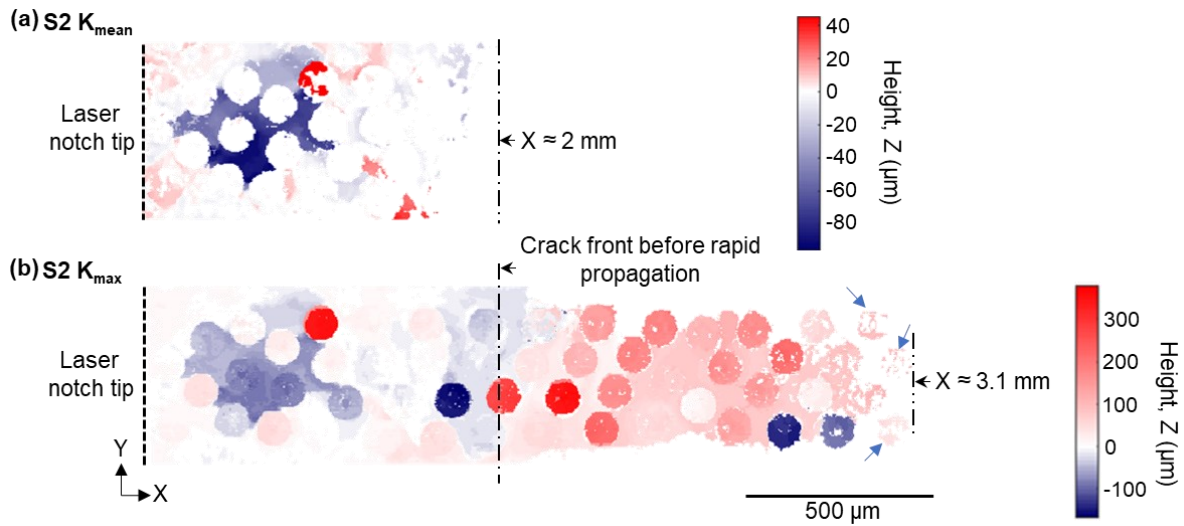 (a) S2 Kmean
Laser
notch tip
X ≈ 2 mm
40
20
0
-20
-40
-60
-80
Height, Z (μm)
(b) S2 Kmax
Crack front before rapid
propagation
Laser
notch tip
X ≈ 3.1 mm
300
200
100
0
-100
Height, Z (μm)
Y
X
500 μm